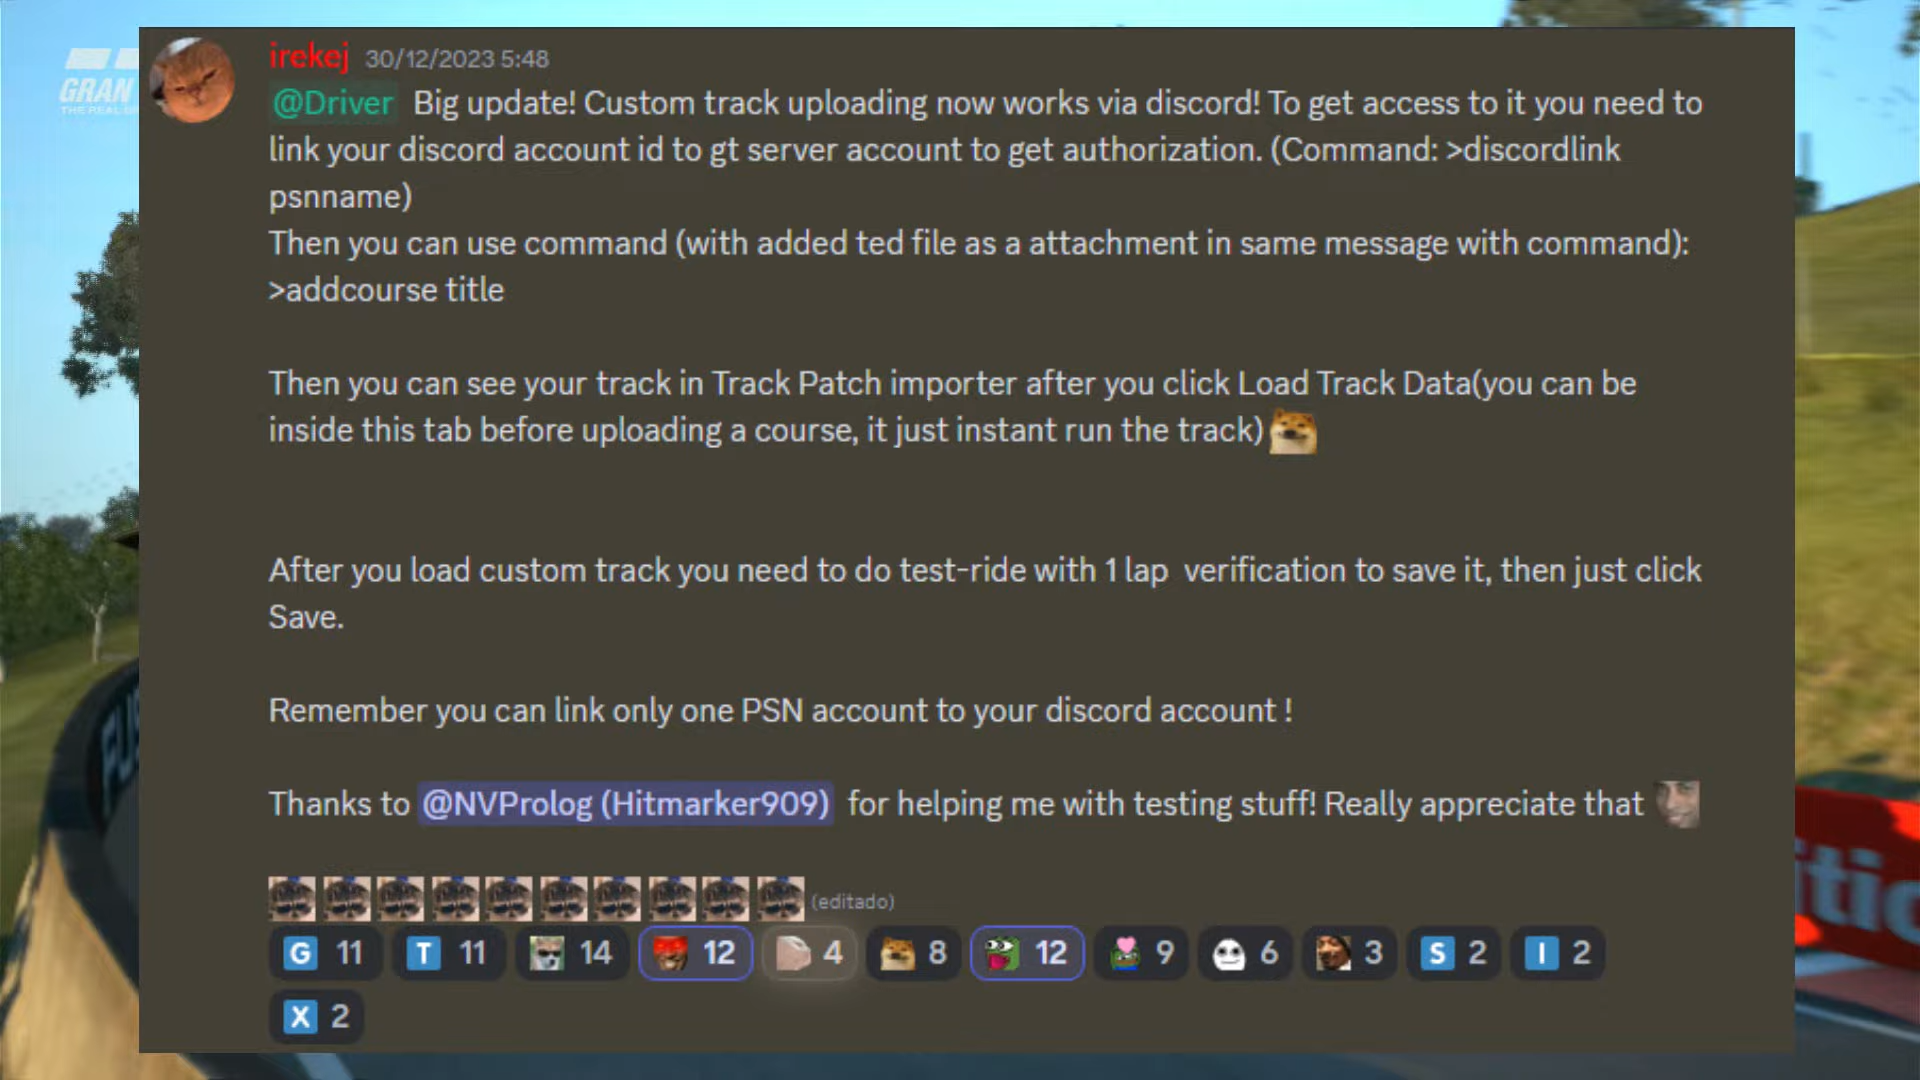 GRAN
THE REAL
irekej 30/12/2023 5:48
@Driver Big update! Custom track uploading now works via discord! To get access to it you need to
link your discord account id to gt server account to get authorization. (Command: >discordlink
psnname)
Then you can use command (with added ted file as a attachment in same message with command):
>addcourse title
Then you can see your track in Track Patch importer after you click Load Track Data(you can be
inside this tab before uploading a course, it just instant run the track)
After you load custom track you need to do test-ride with 1 lap verification to save it, then just click
Save.
Remember you can link only one PSN account to your discord account !
Thanks to @NVProlog (Hitmarker909) for helping me with testing stuff! Really appreciate that
(editado)
G 11 T 11 14 12 4 8 12 9 6 3 S 2 I 2
X 2